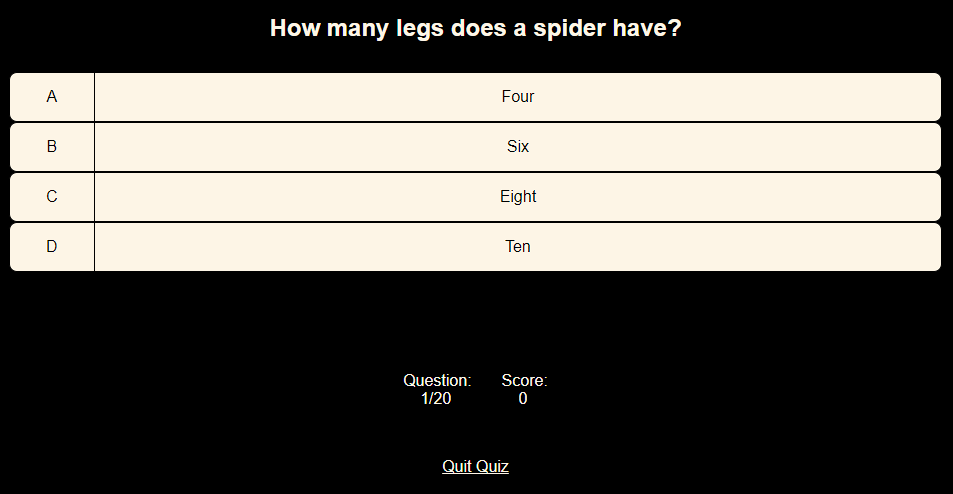 How many legs does a spider have?
A Four
B Six
C Eight
D Ten
Question: Score:
1/20 0
Quit Quiz